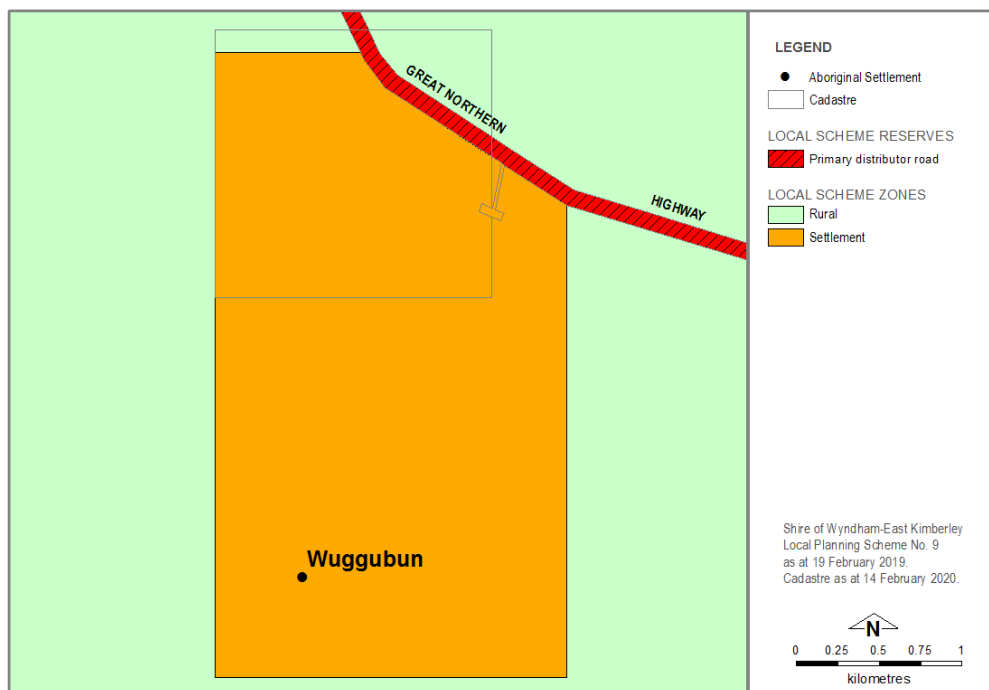 GREAT NORTHERN
HIGHWAY
Wuggubun
LEGEND
Aboriginal Settlement
Cadastre
LOCAL SCHEME RESERVES
Primary distributor road
LOCAL SCHEME ZONES
Rural
Settlement
Shire of Wyndham-East Kimberley
Local Planning Scheme No. 9
as at 19 February 2019.
Cadastre as at 14 February 2020.
N
0 0.25 0.5 0.75 1
kilometres